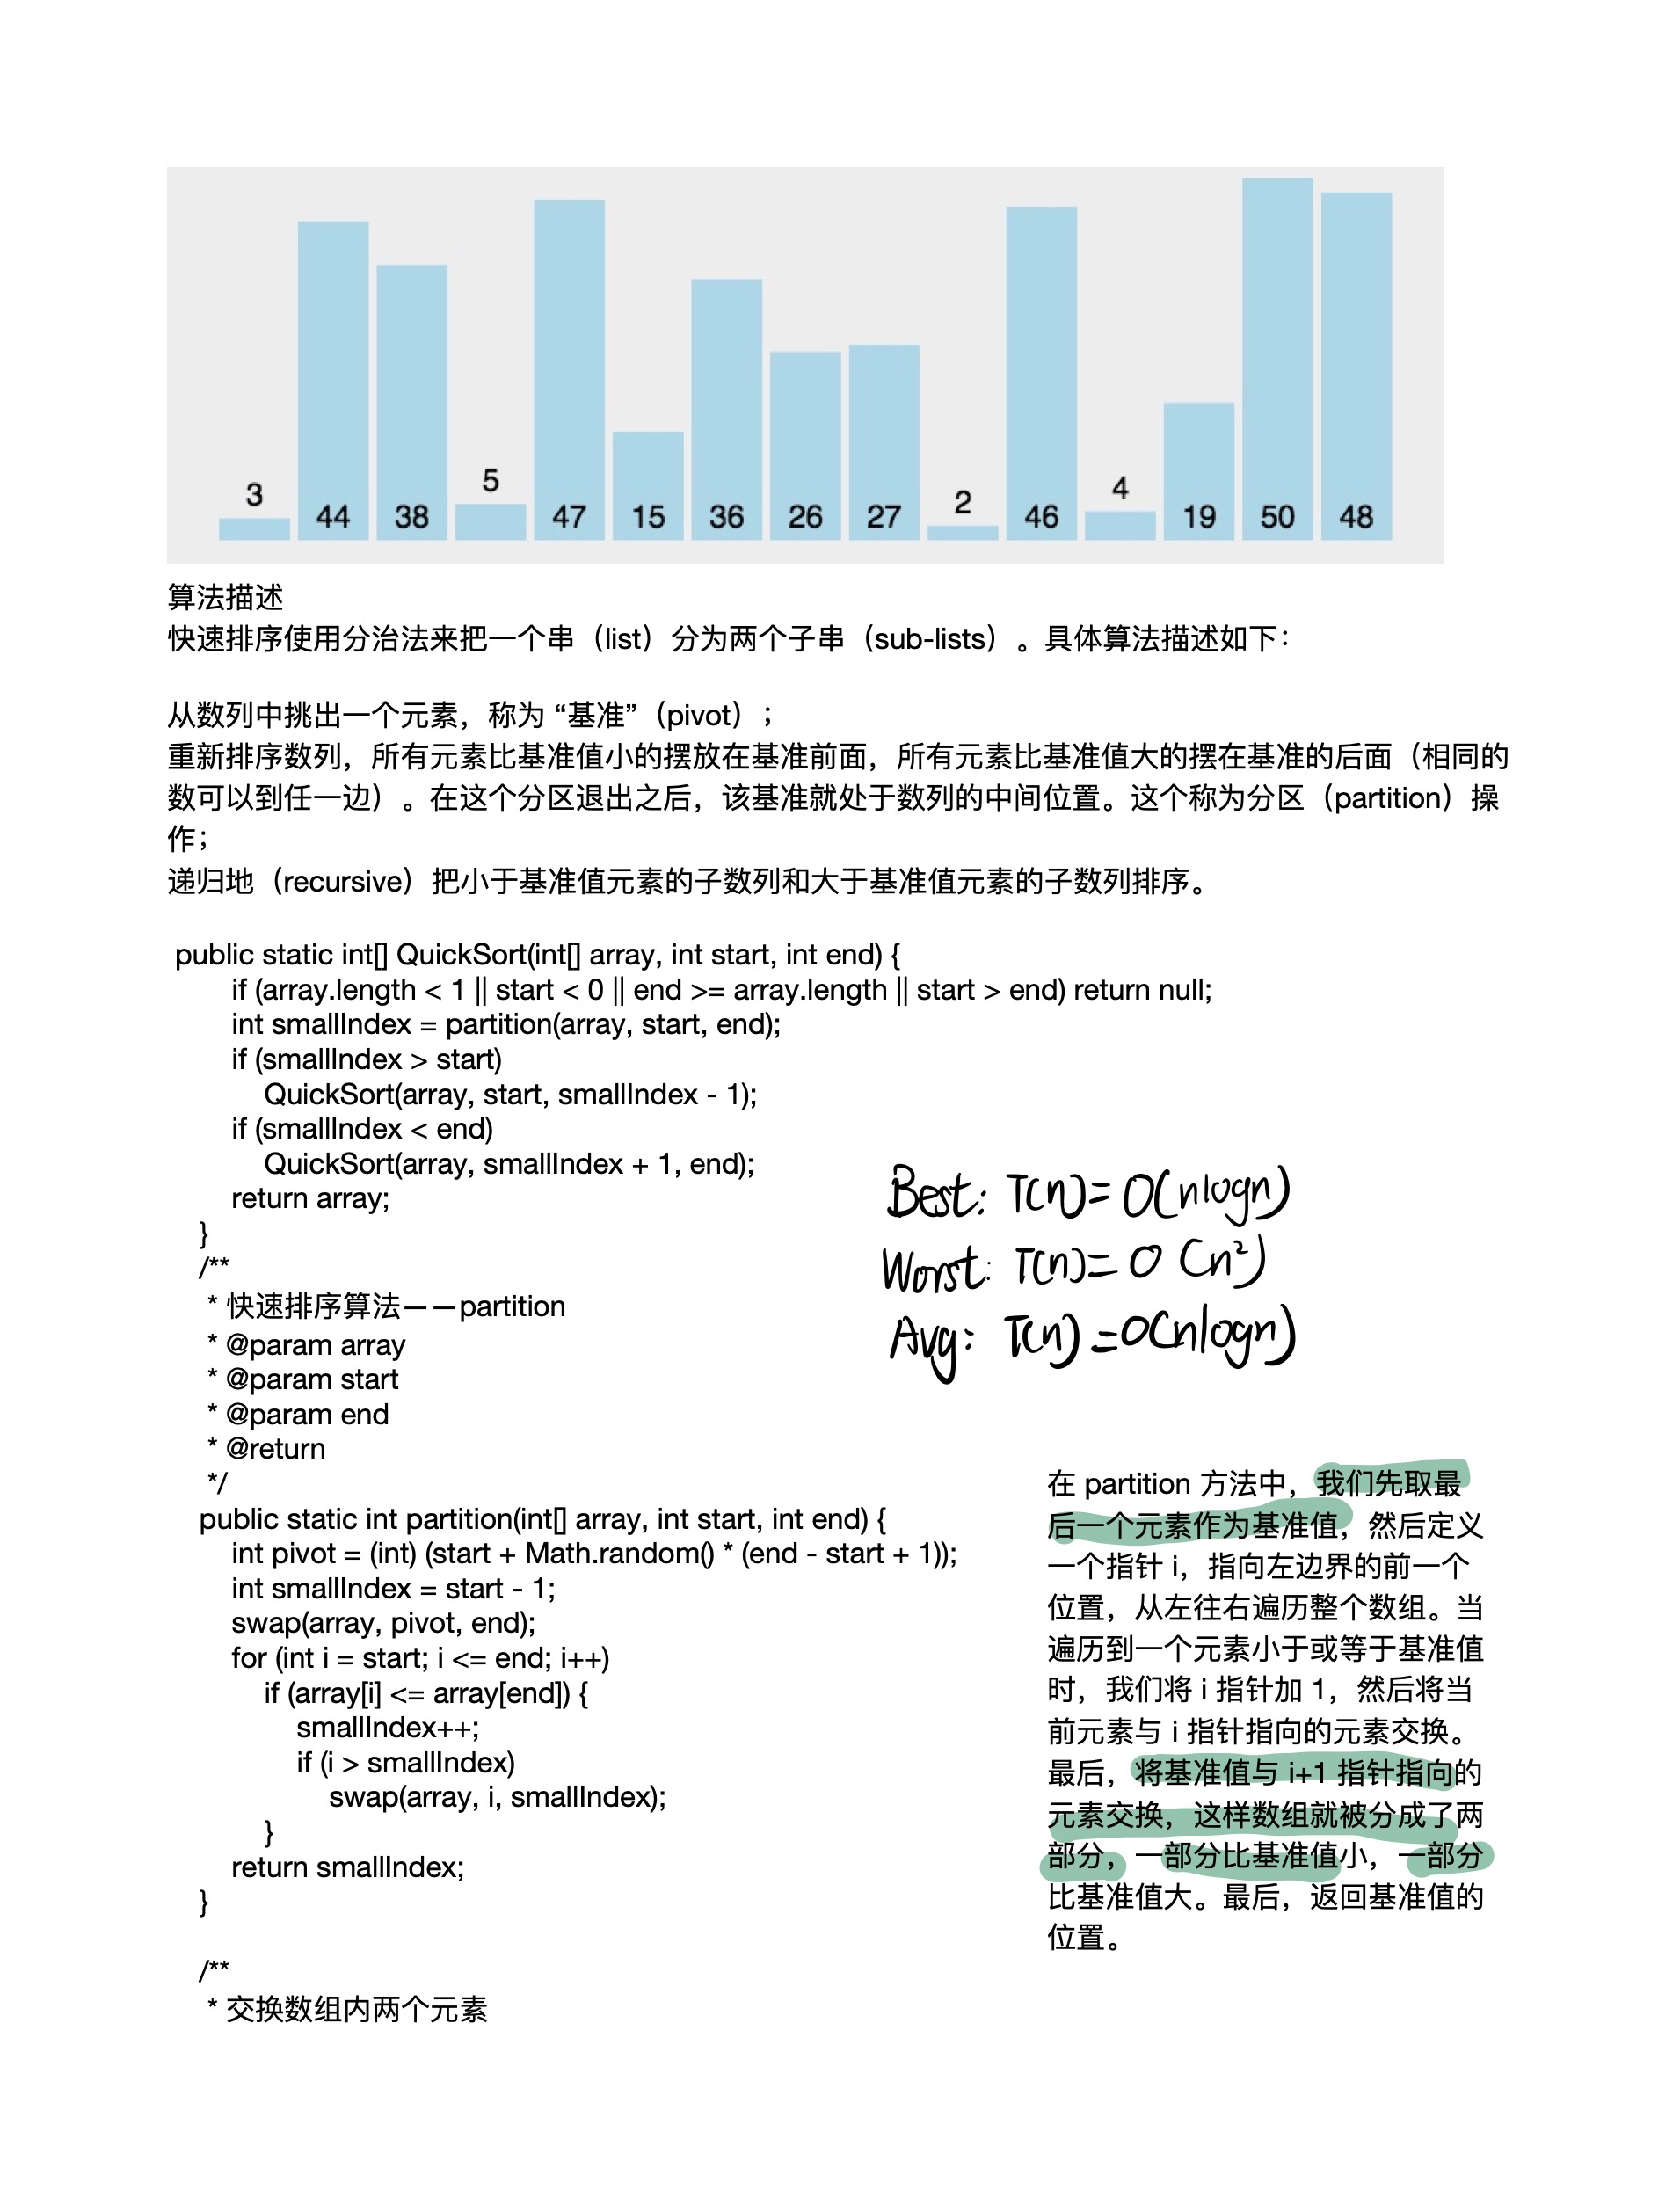 3 44 38 5 47 15 36 26 27 2 46 4 19 50 48
算法描述
快速排序使用分治法来把一个串（list）分为两个子串（sub-lists）。具体算法描述如下：
从数列中挑出一个元素，称为 “基准”（pivot）；
重新排序数列，所有元素比基准值小的摆放在基准前面，所有元素比基准值大的摆在基准的后面（相同的
数可以到任一边）。在这个分区退出之后，该基准就处于数列的中间位置。这个称为分区（partition）操
作；
递归地（recursive）把小于基准值元素的子数列和大于基准值元素的子数列排序。
public static int[] QuickSort(int[] array, int start, int end) {
if (array.length < 1 || start < 0 || end >= array.length || start > end) return null;
int smallIndex = partition(array, start, end);
if (smallIndex > start)
QuickSort(array, start, smallIndex - 1);
if (smallIndex < end)
QuickSort(array, smallIndex + 1, end);
return array;
}
/**
* 快速排序算法——partition
* @param array
* @param start
* @param end
* @return
*/
public static int partition(int[] array, int start, int end) {
int pivot = (int) (start + Math.random() * (end - start + 1));
int smallIndex = start - 1;
swap(array, pivot, end);
for (int i = start; i <= end; i++)
if (array[i] <= array[end]) {
smallIndex++;
if (i > smallIndex)
swap(array, i, smallIndex);
}
return smallIndex;
}
/**
* 交换数组内两个元素
Best: T(n)= O(nlogn)
Worst: T(n)= O (n²)
Avg: T(n) =O(nlogn)
在 partition 方法中，我们先取最
后一个元素作为基准值，然后定义
一个指针 i，指向左边界的前一个
位置，从左往右遍历整个数组。当
遍历到一个元素小于或等于基准值
时，我们将 i 指针加 1，然后将当
前元素与 i 指针指向的元素交换。
最后，将基准值与 i+1 指针指向的
元素交换，这样数组就被分成了两
部分，一部分比基准值小，一部分
比基准值大。最后，返回基准值的
位置。